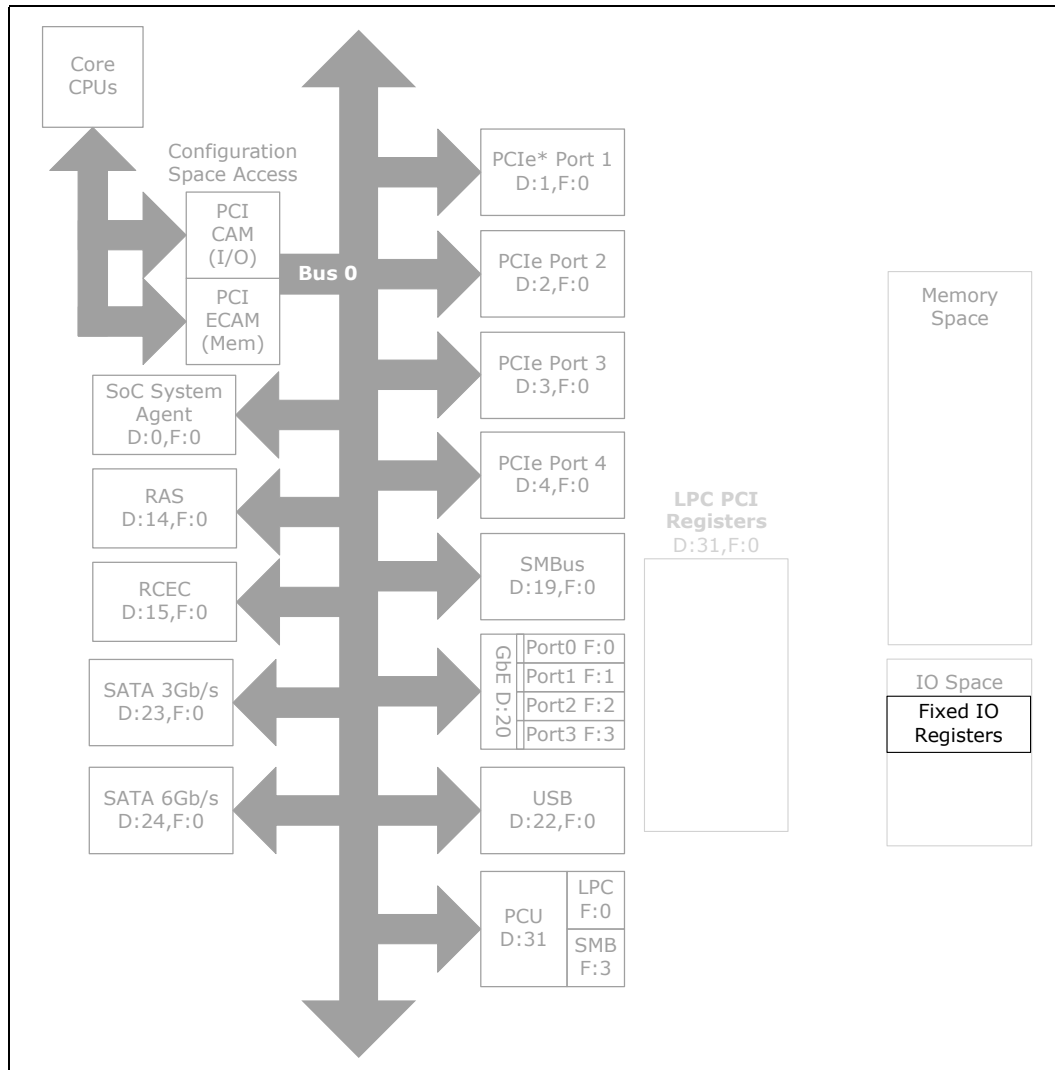 Core
CPUs
Configuration
Space Access
PCI
CAM
(I/O)
PCI
ECAM
(Mem)
Bus 0
SoC System
Agent
D:0,F:0
RAS
D:14,F:0
RCEC
D:15,F:0
SATA 3Gb/s
D:23,F:0
SATA 6Gb/s
D:24,F:0
PCIe* Port 1
D:1,F:0
PCIe Port 2
D:2,F:0
PCIe Port 3
D:3,F:0
PCIe Port 4
D:4,F:0
SMBus
D:19,F:0
GbE D:20
Port0 F:0
Port1 F:1
Port2 F:2
Port3 F:3
USB
D:22,F:0
PCU
D:31
LPC
F:0
SMB
F:3
LPC PCI
Registers
D:31,F:0
Memory
Space
IO Space
Fixed IO
Registers